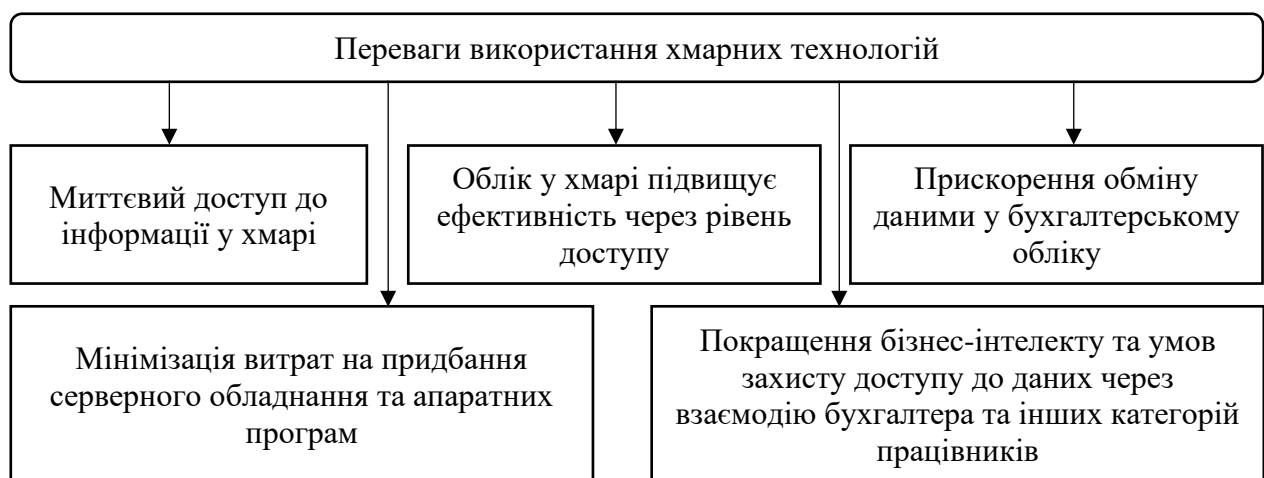 Переваги використання хмарних технологій
Миттєвий доступ до
інформації у хмарі
Облік у хмарі підвищує
ефективність через рівень
доступу
Прискорення обміну
даними у бухгалтерському
обліку
Мінімізація витрат на придбання
серверного обладнання та апаратних
програм
Покращення бізнес-інтелекту та умов
захисту доступу до даних через
взаємодію бухгалтера та інших категорій
працівників